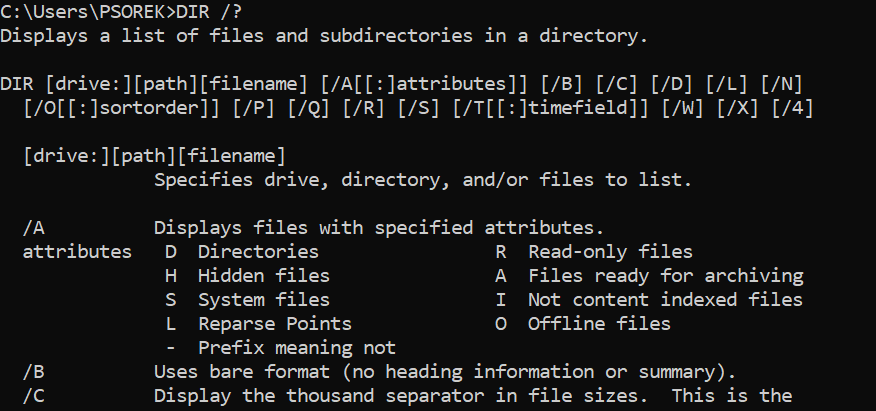 C:\Users\PSOREK>DIR /?
Displays a list of files and subdirectories in a directory.

DIR [drive:][path][filename] [/A[[:]attributes]] [/B] [/C] [/D] [/L] [/N]
  [/O[[:]sortorder]] [/P] [/Q] [/R] [/S] [/T[[:]timefield]] [/W] [/X] [/4]

  [drive:][path][filename]
              Specifies drive, directory, and/or files to list.

  /A          Displays files with specified attributes.
  attributes   D  Directories                R  Read-only files
               H  Hidden files               A  Files ready for archiving
               S  System files               I  Not content indexed files
               L  Reparse Points             O  Offline files
               -  Prefix meaning not
  /B          Uses bare format (no heading information or summary).
  /C          Display the thousand separator in file sizes.  This is the